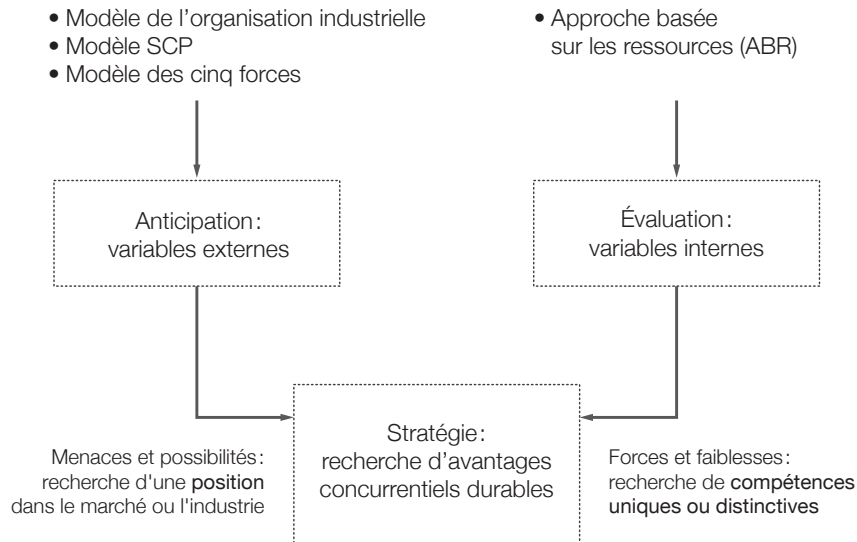 • Modèle de l'organisation industrielle
• Modèle SCP
• Modèle des cinq forces
• Approche basée
sur les ressources (ABR)
Anticipation :
variables externes
Évaluation :
variables internes
Menaces et possibilités :
recherche d'une position
dans le marché ou l'industrie
Stratégie :
recherche d'avantages
concurrentiels durables
Forces et faiblesses :
recherche de compétences
uniques ou distinctives